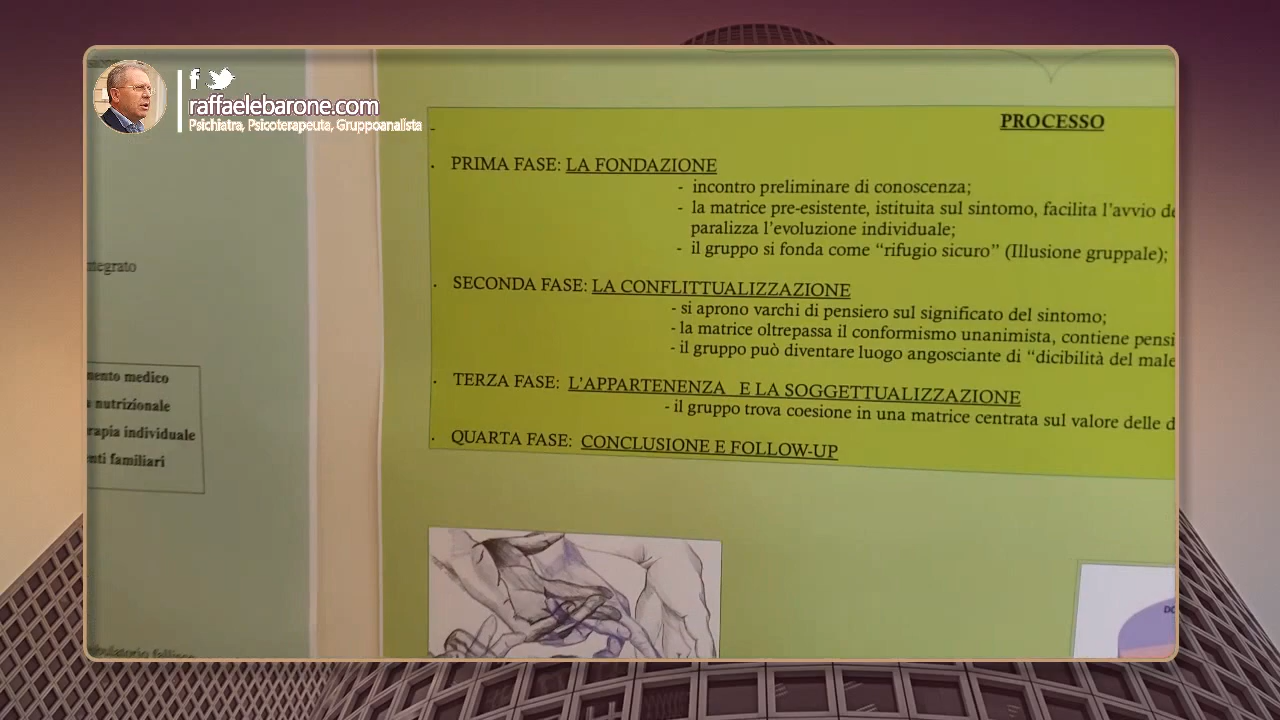 f
raffaelebarone.com
Psichiatra, Psicoterapeuta, Gruppoanalista
PROCESSO
PRIMA FASE: LA FONDAZIONE
- incontro preliminare di conoscenza;
- la matrice pre-esistente, istituita sul sintomo, facilita l'avvio de
paralizza l'evoluzione individuale;
- il gruppo si fonda come “rifugio sicuro” (Illusione gruppale);
SECONDA FASE: LA CONFLITTUALIZZAZIONE
- si aprono varchi di pensiero sul significato del sintomo;
- la matrice oltrepassa il conformismo unanimista, contiene pensi
- il gruppo può diventare luogo angosciante di “dicibilità del male
TERZA FASE: L'APPARTENENZA E LA SOGGETTUALIZZAZIONE
- il gruppo trova coesione in una matrice centrata sul valore delle d
QUARTA FASE: CONCLUSIONE E FOLLOW-UP
ntegrato
mento medico
nutrizionale
rapia individuale
nti familiari
DO